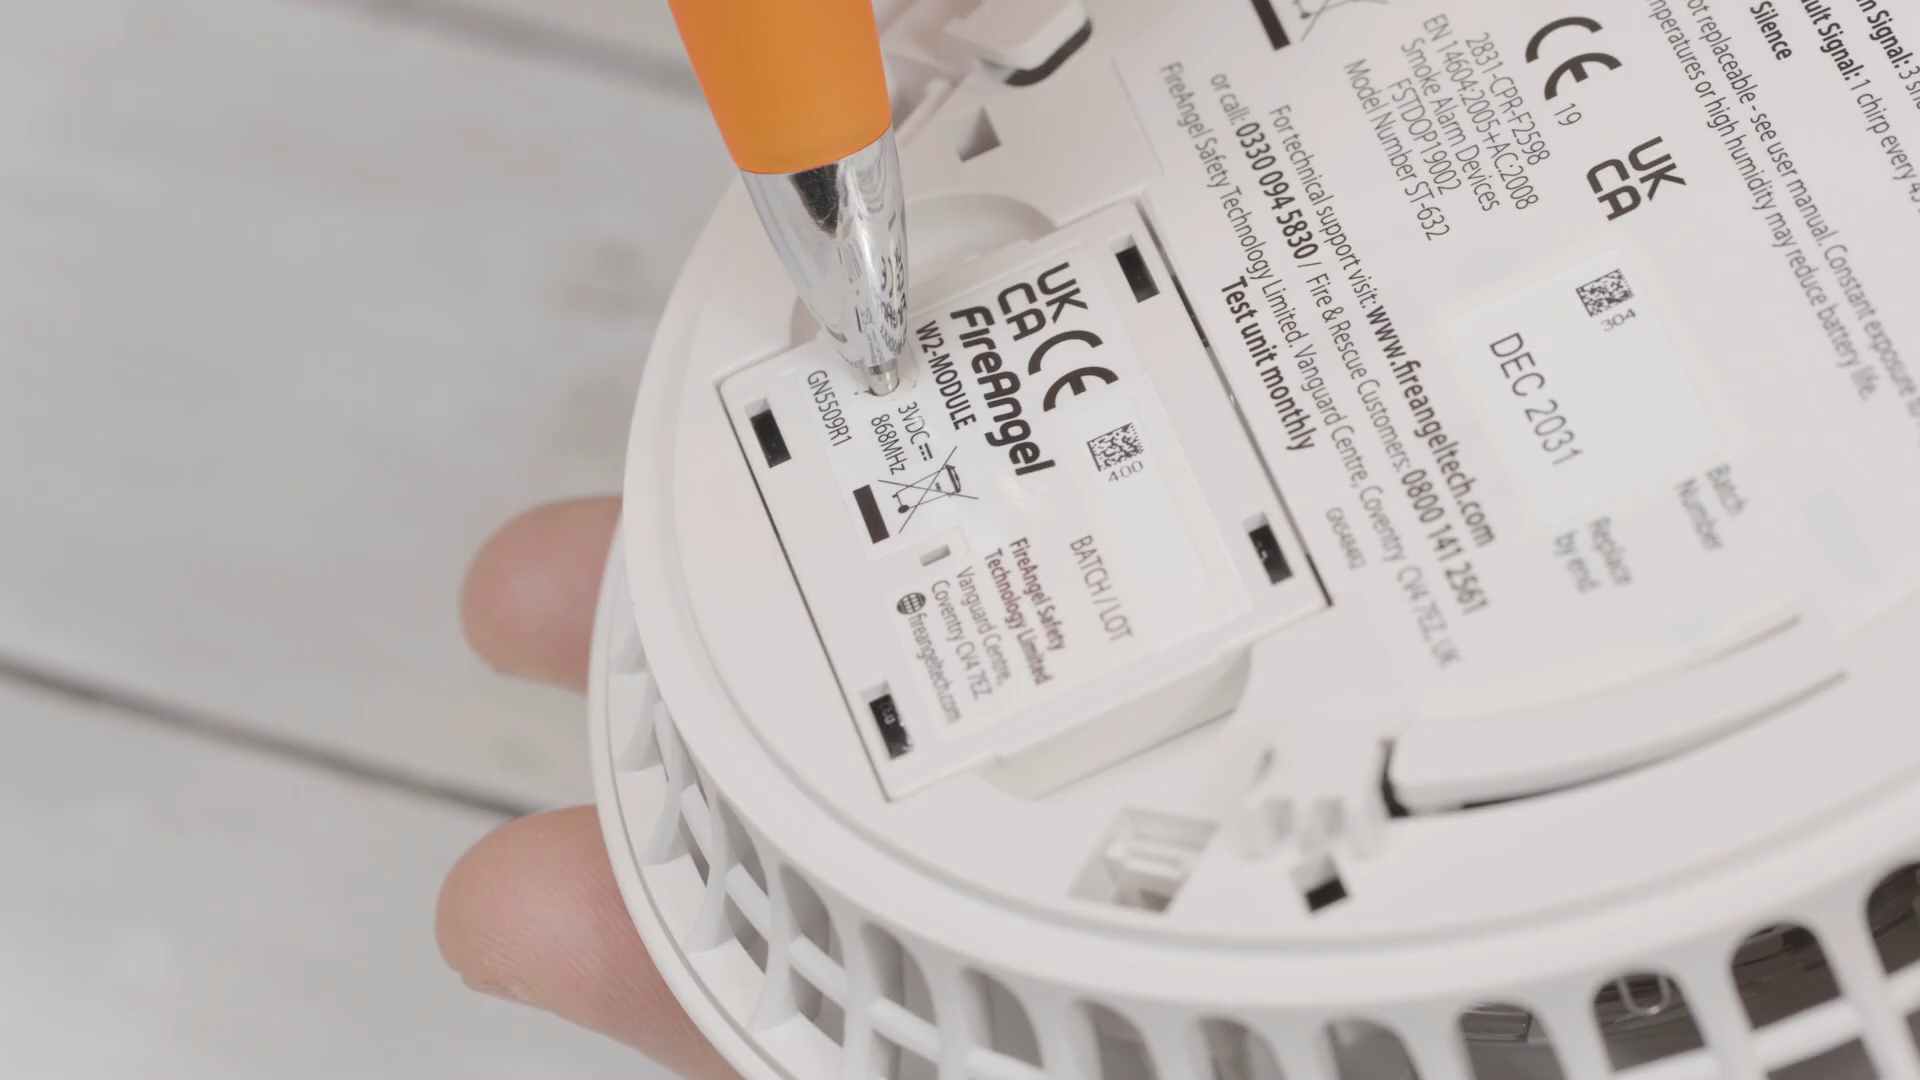 Signal: 3
ult Signal: 1 chirp every 45
Silence
ot replaceable - see user manual. Constant exposure
mperatures or high humidity may reduce battery life.
CE
19
UK
CA
2831-CPR-F2598
EN 14604:2005+AC:2008
Smoke Alarm Devices
FSTDOP19002
Model Number ST-632
For technical support visit: www.fireangeltech.com
or call: 0330 094 5830 / Fire & Rescue Customers: 0800 141 2561
FireAngel Safety Technology Limited. Vanguard Centre, Coventry CV4 7EZ, UK
Test unit monthly
304
DEC 2031
Batch
Number
Replace
by end
UK
CA CE
FireAngel
W2-MODULE
3VDC
868MHz
GN5509R1
400
BATCH / LOT
FireAngel Safety
Technology Limited
Vanguard Centre,
Coventry CV4 7EZ
fireangeltech.com